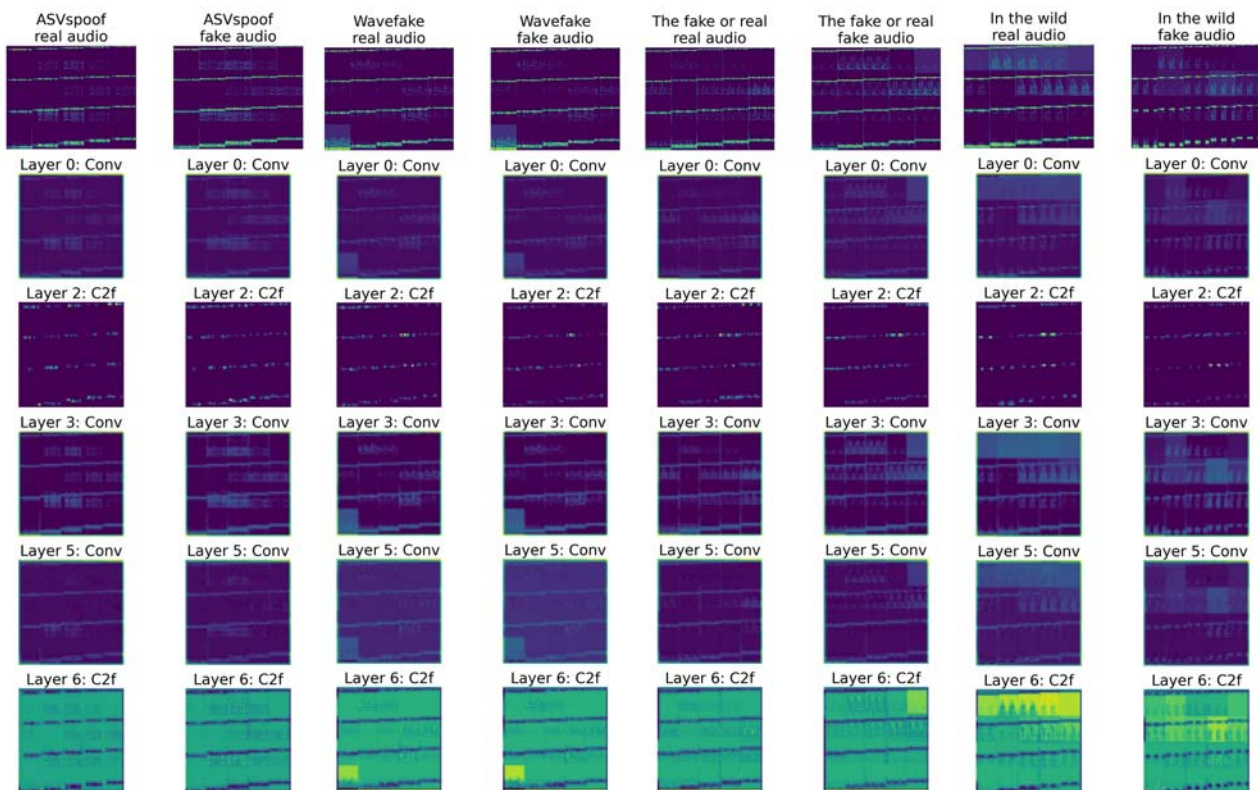 ASVspoof
real audio
ASVspoof
fake audio
Wavefake
real audio
Wavefake
fake audio
The fake or real
real audio
The fake or real
fake audio
In the wild
real audio
In the wild
fake audio
Layer 0: Conv
Layer 0: Conv
Layer 0: Conv
Layer 0: Conv
Layer 0: Conv
Layer 0: Conv
Layer 0: Conv
Layer 0: Conv
Layer 2: C2f
Layer 2: C2f
Layer 2: C2f
Layer 2: C2f
Layer 2: C2f
Layer 2: C2f
Layer 2: C2f
Layer 2: C2f
Layer 3: Conv
Layer 3: Conv
Layer 3: Conv
Layer 3: Conv
Layer 3: Conv
Layer 3: Conv
Layer 3: Conv
Layer 3: Conv
Layer 5: Conv
Layer 5: Conv
Layer 5: Conv
Layer 5: Conv
Layer 5: Conv
Layer 5: Conv
Layer 5: Conv
Layer 5: Conv
Layer 6: C2f
Layer 6: C2f
Layer 6: C2f
Layer 6: C2f
Layer 6: C2f
Layer 6: C2f
Layer 6: C2f
Layer 6: C2f